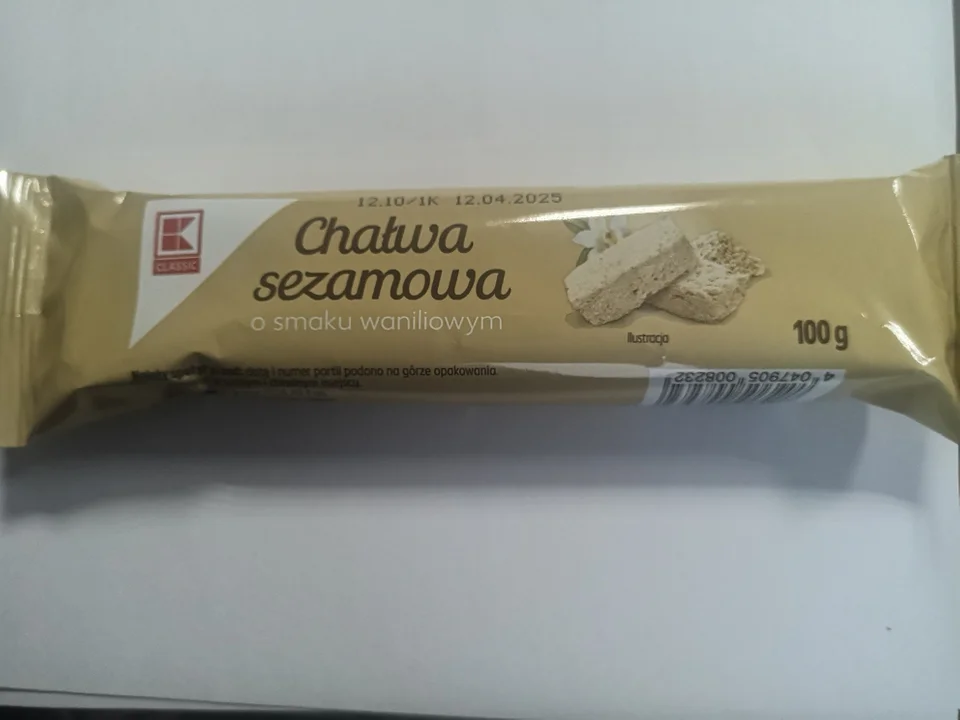 12.10/1K 12.04.2025
K
CLASSIC
Chałwa
sezamowa
o smaku waniliowym
Ilustracja
100 g
i numer partii podano na górze opakowania.
4 047905 008232